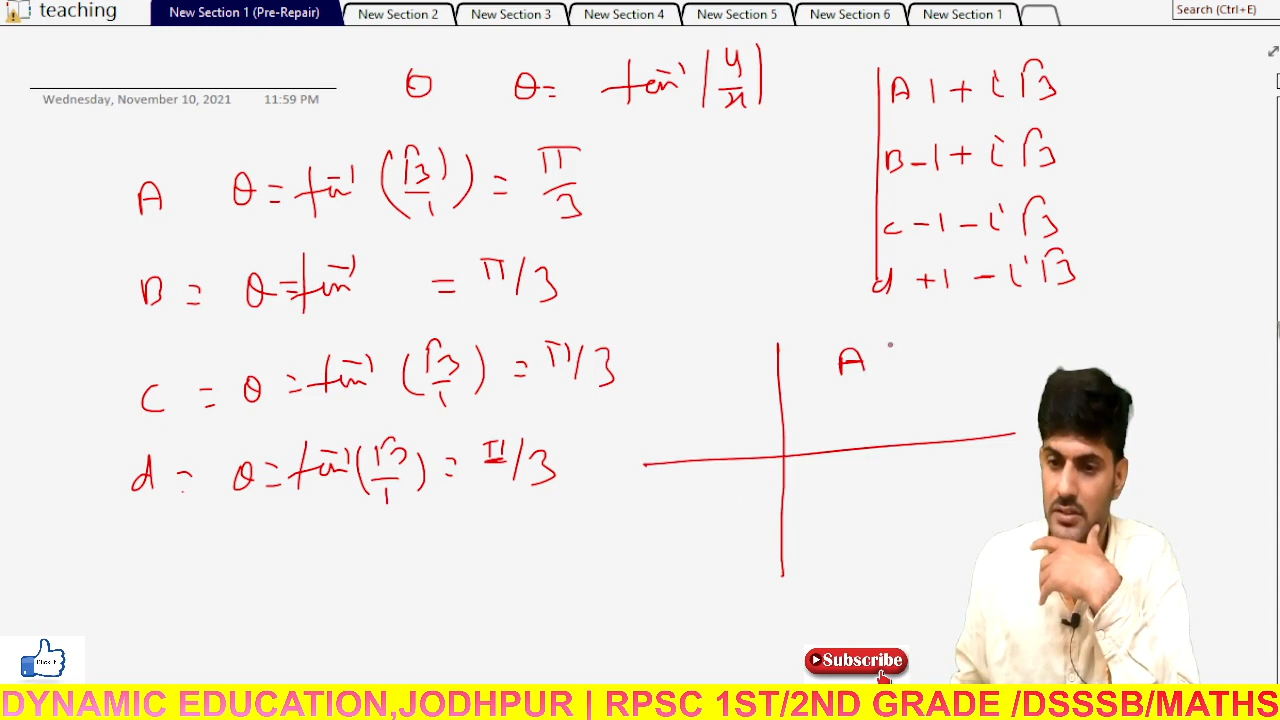 teaching
New Section 1 (Pre-Repair) New Section 2 New Section 3 New Section 4 New Section 5 New Section 6 New Section 1
Search (Ctrl+E)
Wednesday, November 10, 2021 11:59 PM
θ θ = tan⁻¹ |y/x|
A θ = tan⁻¹ (√3/1) = π/3
B = θ = tan⁻¹ = π/3
C = θ = tan⁻¹ (√3/1) = π/3
d = θ = tan⁻¹ (√3/1) = π/3
A 1 + i √3
B -1 + i √3
C -1 - i √3
d +1 - i √3
A
Click it
Subscribe
DYNAMIC EDUCATION,JODHPUR | RPSC 1ST/2ND GRADE /DSSSB/MATHS